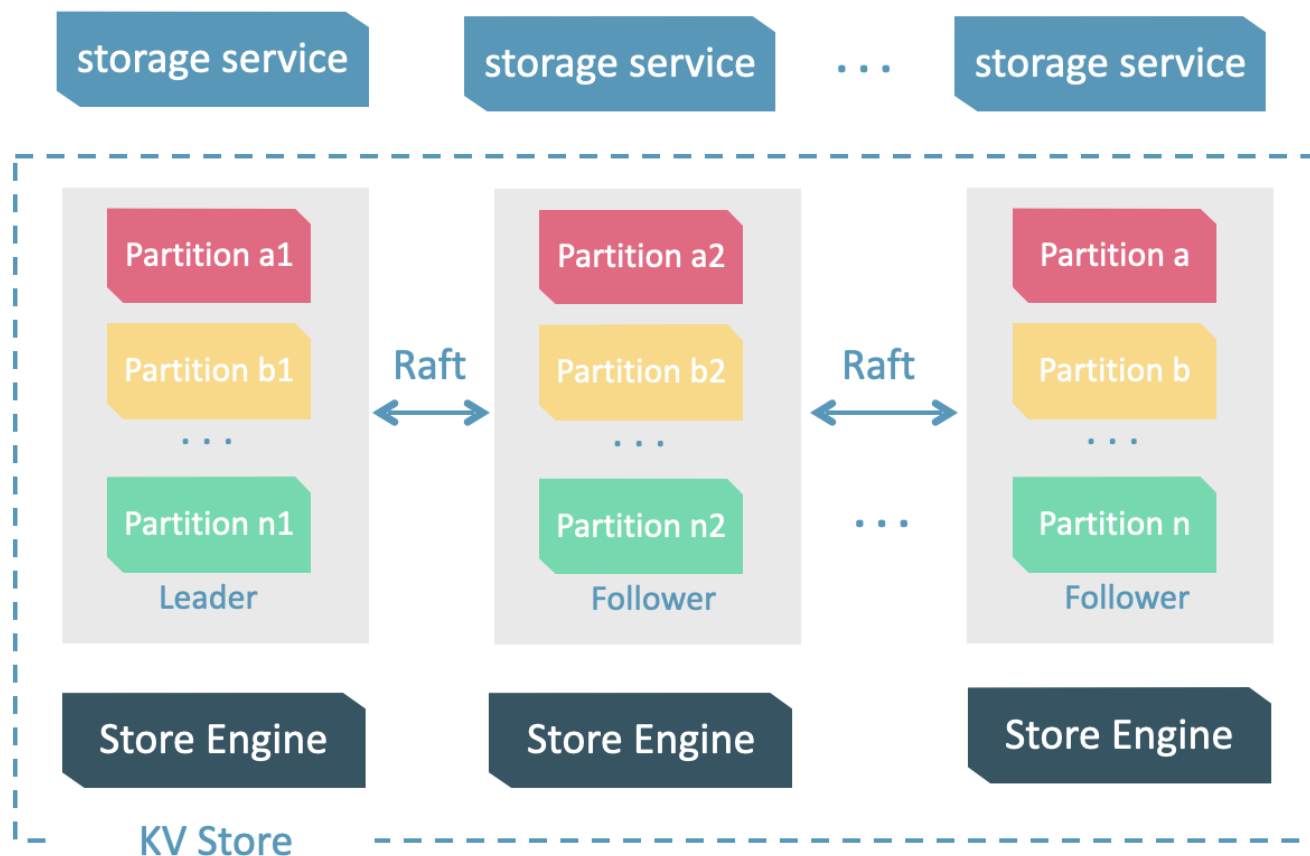 storage service
storage service
. . .
storage service
Partition a1
Partition a2
Partition a
Partition b1
Raft
Partition b2
Raft
Partition b
. . .
. . .
. . .
Partition n1
Partition n2
. . .
Partition n
Leader
Follower
Follower
Store Engine
Store Engine
Store Engine
KV Store